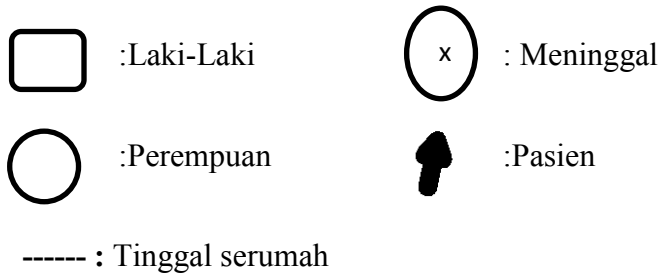 :Laki-Laki
x : Meninggal
:Perempuan
:Pasien
------ : Tinggal serumah